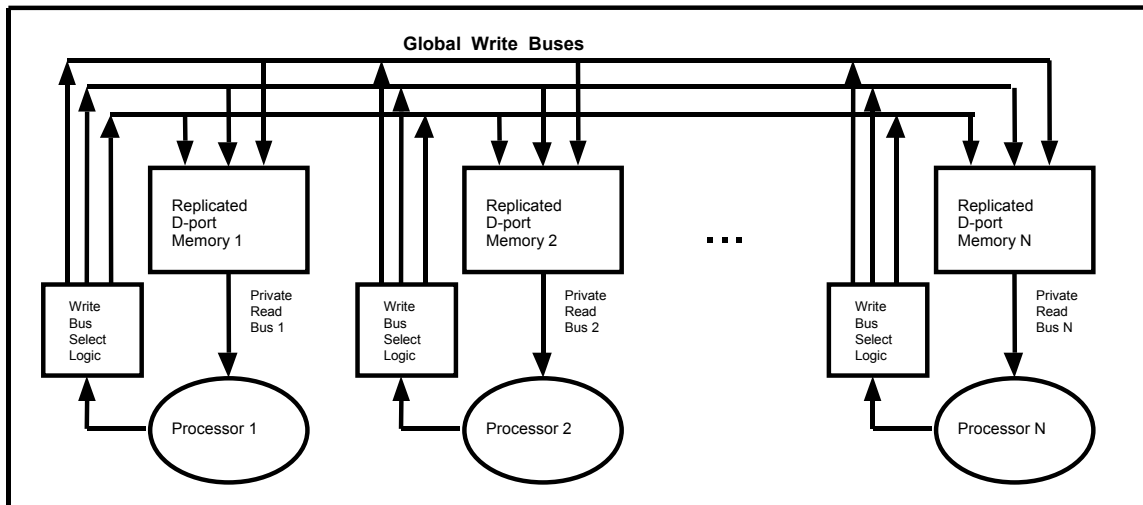 Global Write Buses
Replicated
D-port
Memory 1
Replicated
D-port
Memory 2
...
Replicated
D-port
Memory N
Write
Bus
Select
Logic
Private
Read
Bus 1
Write
Bus
Select
Logic
Private
Read
Bus 2
Write
Bus
Select
Logic
Private
Read
Bus N
Processor 1
Processor 2
Processor N